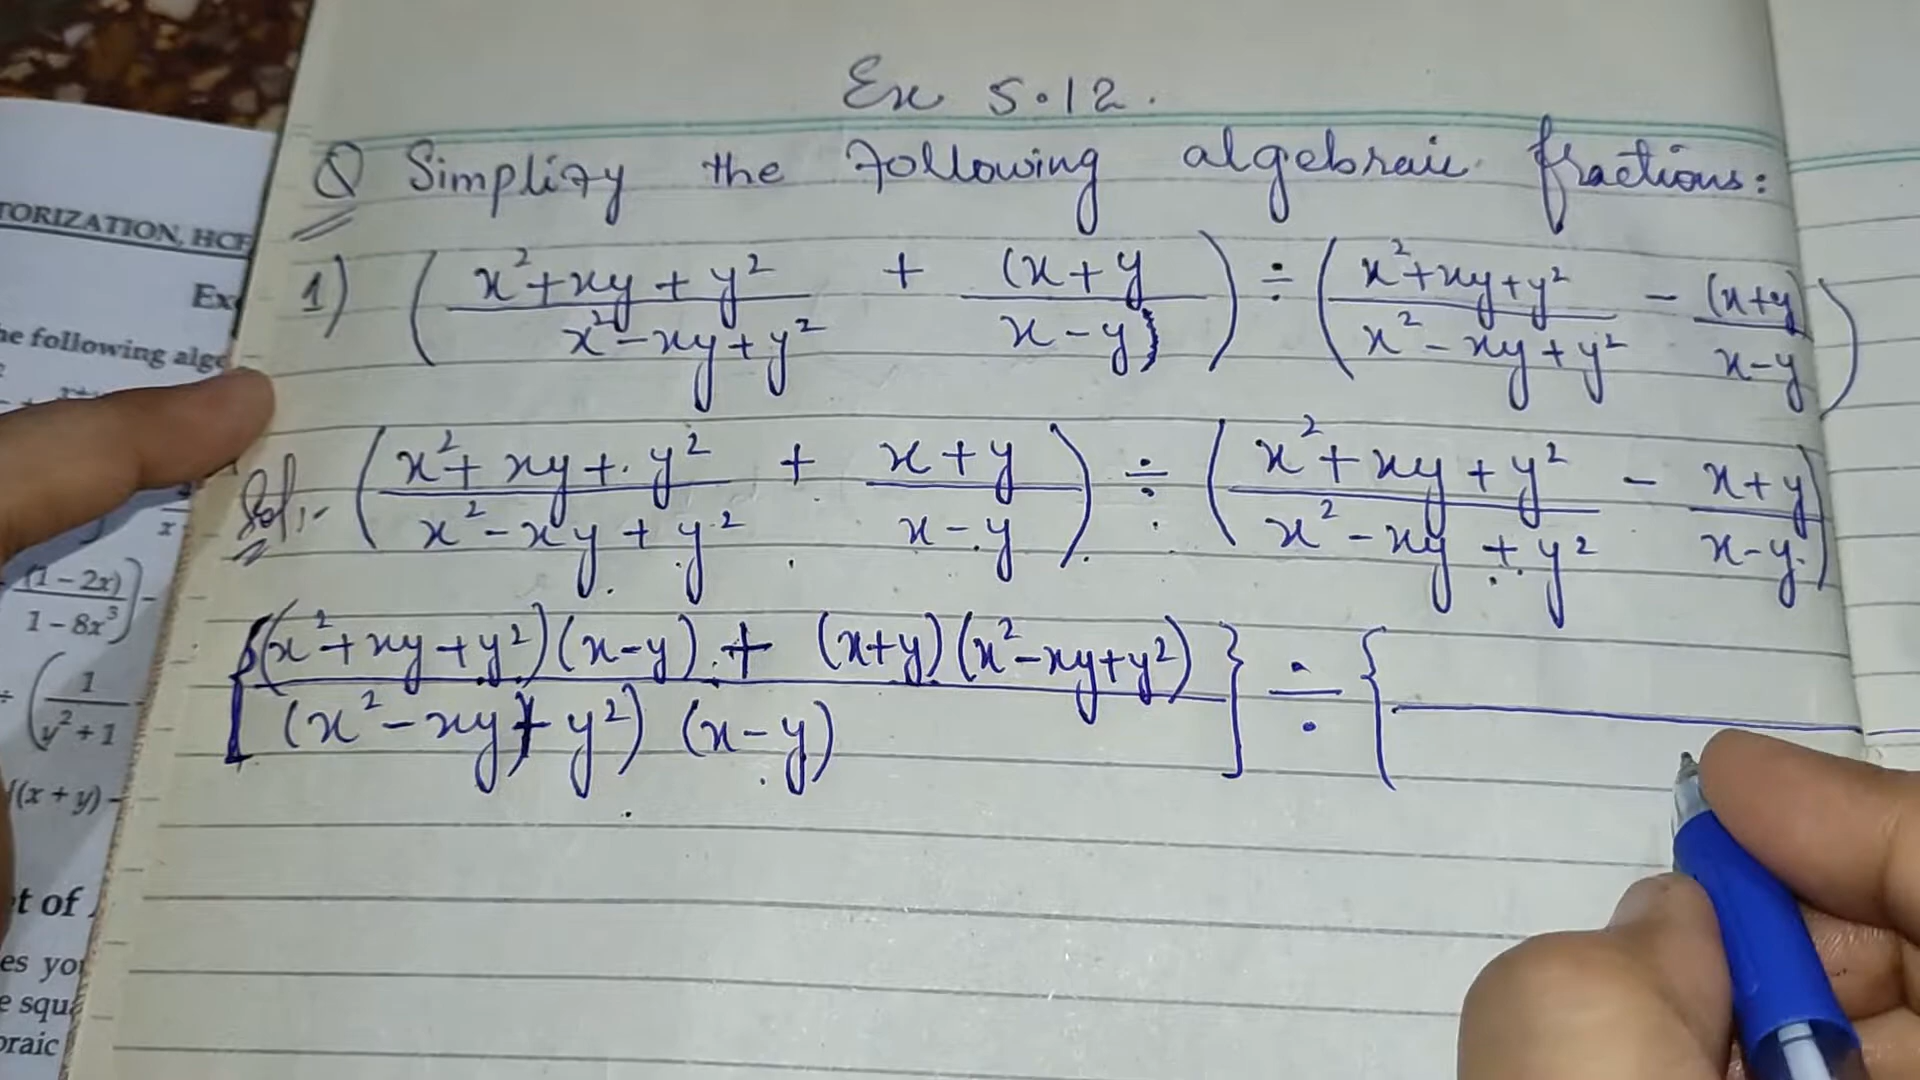 Ex 5.12.
Q Simplify the following algebraic fractions:
1) ( x²+xy+y² / x²-xy+y² + (x+y / x-y) ) ÷ ( x²+xy+y² / x²-xy+y² - (x+y) / x-y )
Sol:- ( x²+xy+y² / x²-xy+y² + x+y / x-y ) ÷ ( x²+xy+y² / x²-xy+y² - x+y / x-y )
{ (x²+xy+y²)(x-y) + (x+y)(x²-xy+y²) / (x²-xy+y²)(x-y) } ÷ {
TORIZATION, HCF
Ex
he following alge
(1-2x) / 1-8x³ ) -
÷ ( 1 / y²+1
(x+y) -
t of
es yo
e squ
raic